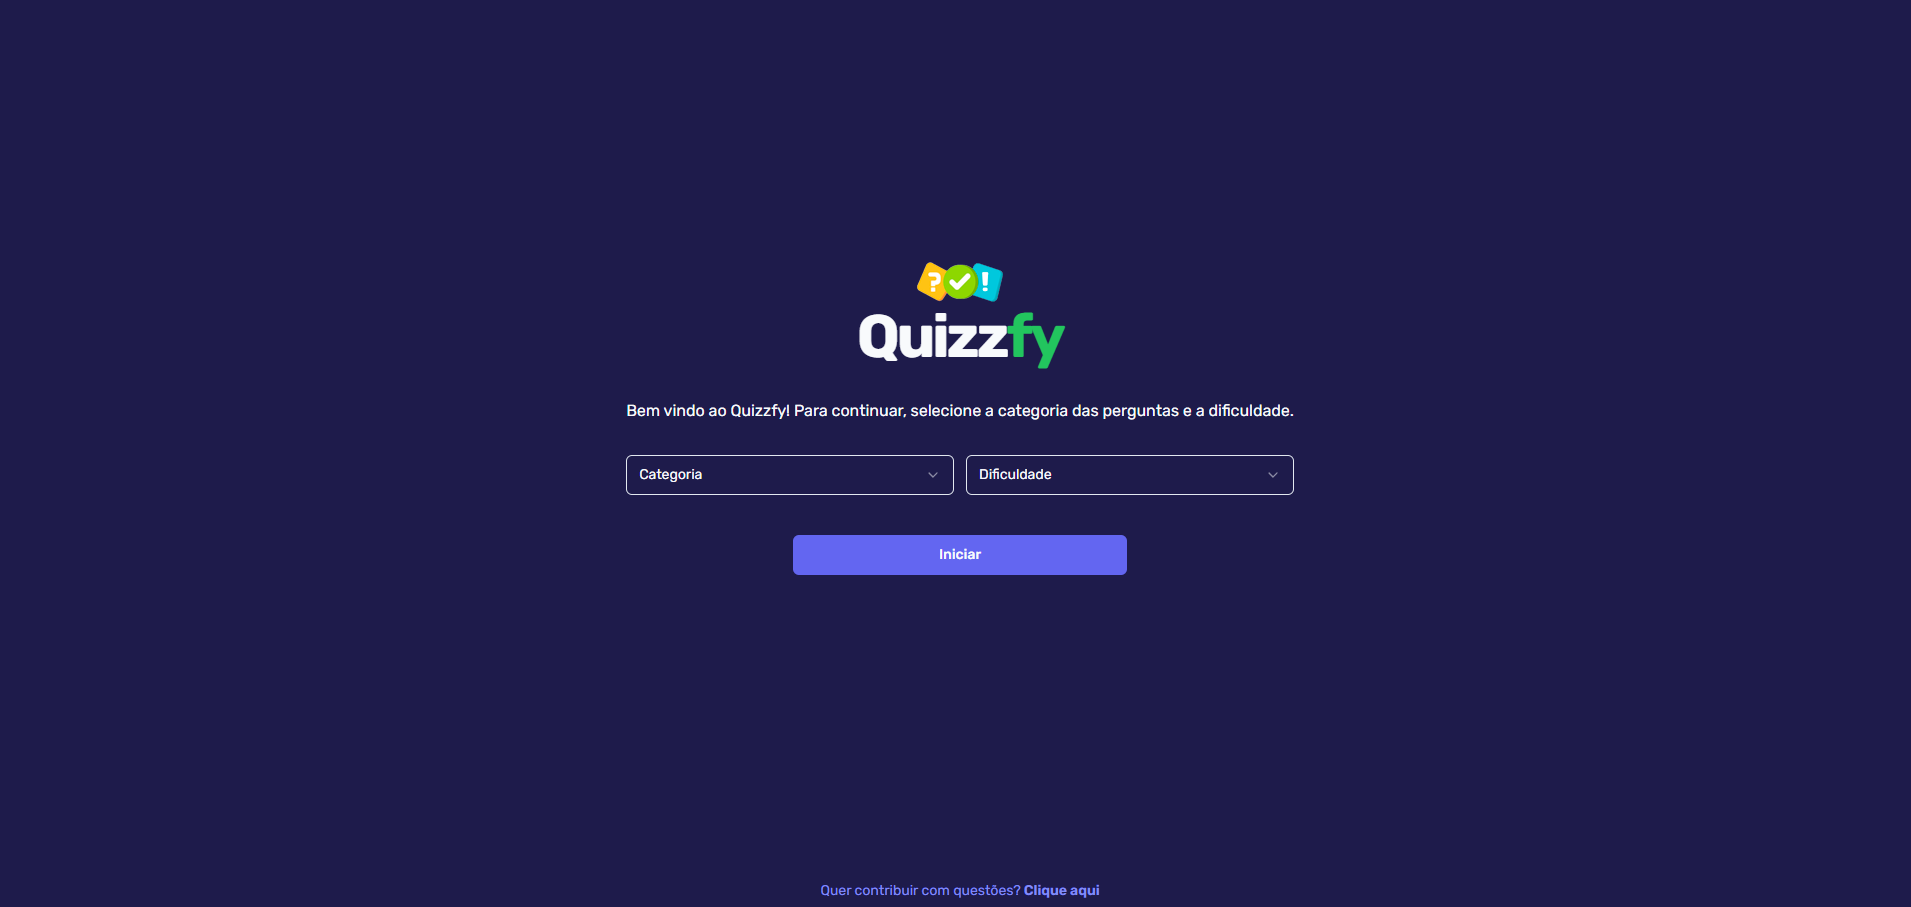 ? !
Quizzfy
Bem vindo ao Quizzfy! Para continuar, selecione a categoria das perguntas e a dificuldade.
Categoria
Dificuldade
Iniciar
Quer contribuir com questões? Clique aqui